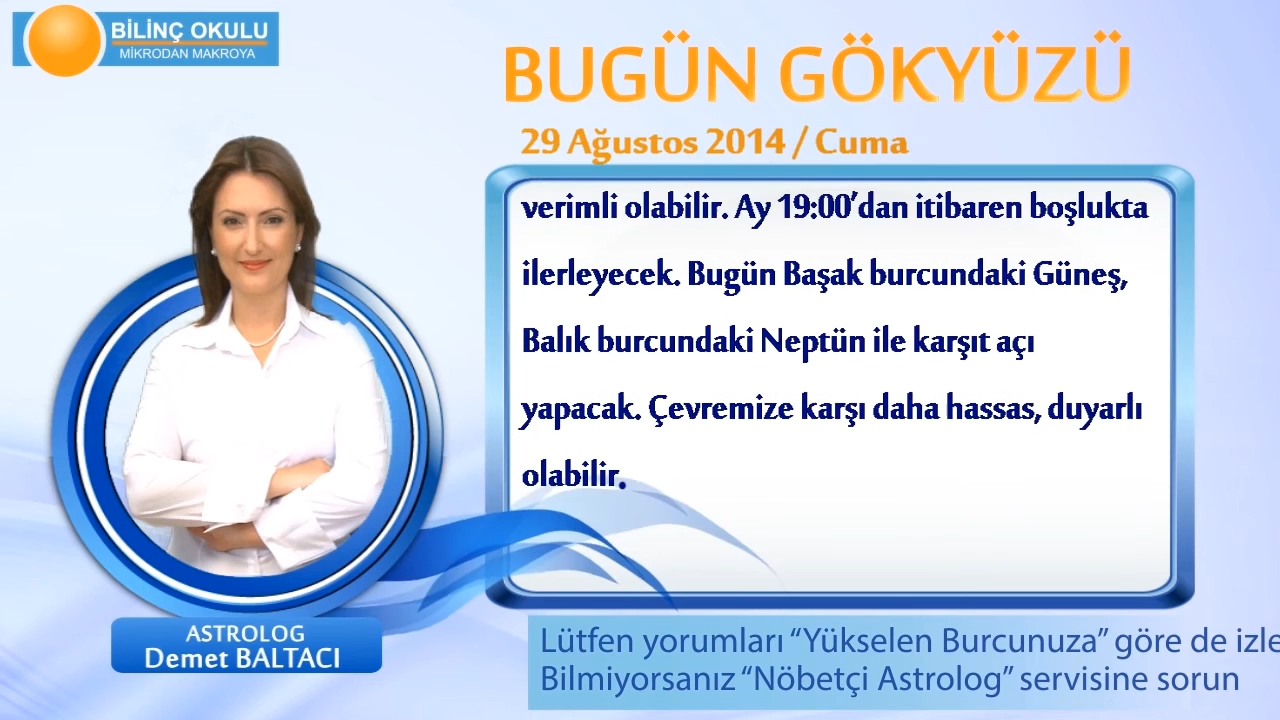 BİLİNÇ OKULU
MİKRODAN MAKROYA
BUGÜN GÖKYÜZÜ
29 Ağustos 2014 / Cuma
verimli olabilir. Ay 19:00’dan itibaren boşlukta
ilerleyecek. Bugün Başak burcundaki Güneş,
Balık burcundaki Neptün ile karşıt açı
yapacak. Çevremize karşı daha hassas, duyarlı
olabilir.
ASTROLOG
Demet BALTACI
Lütfen yorumları “Yükselen Burcunuza” göre de izle
Bilmiyorsanız “Nöbetçi Astrolog” servisine sorun